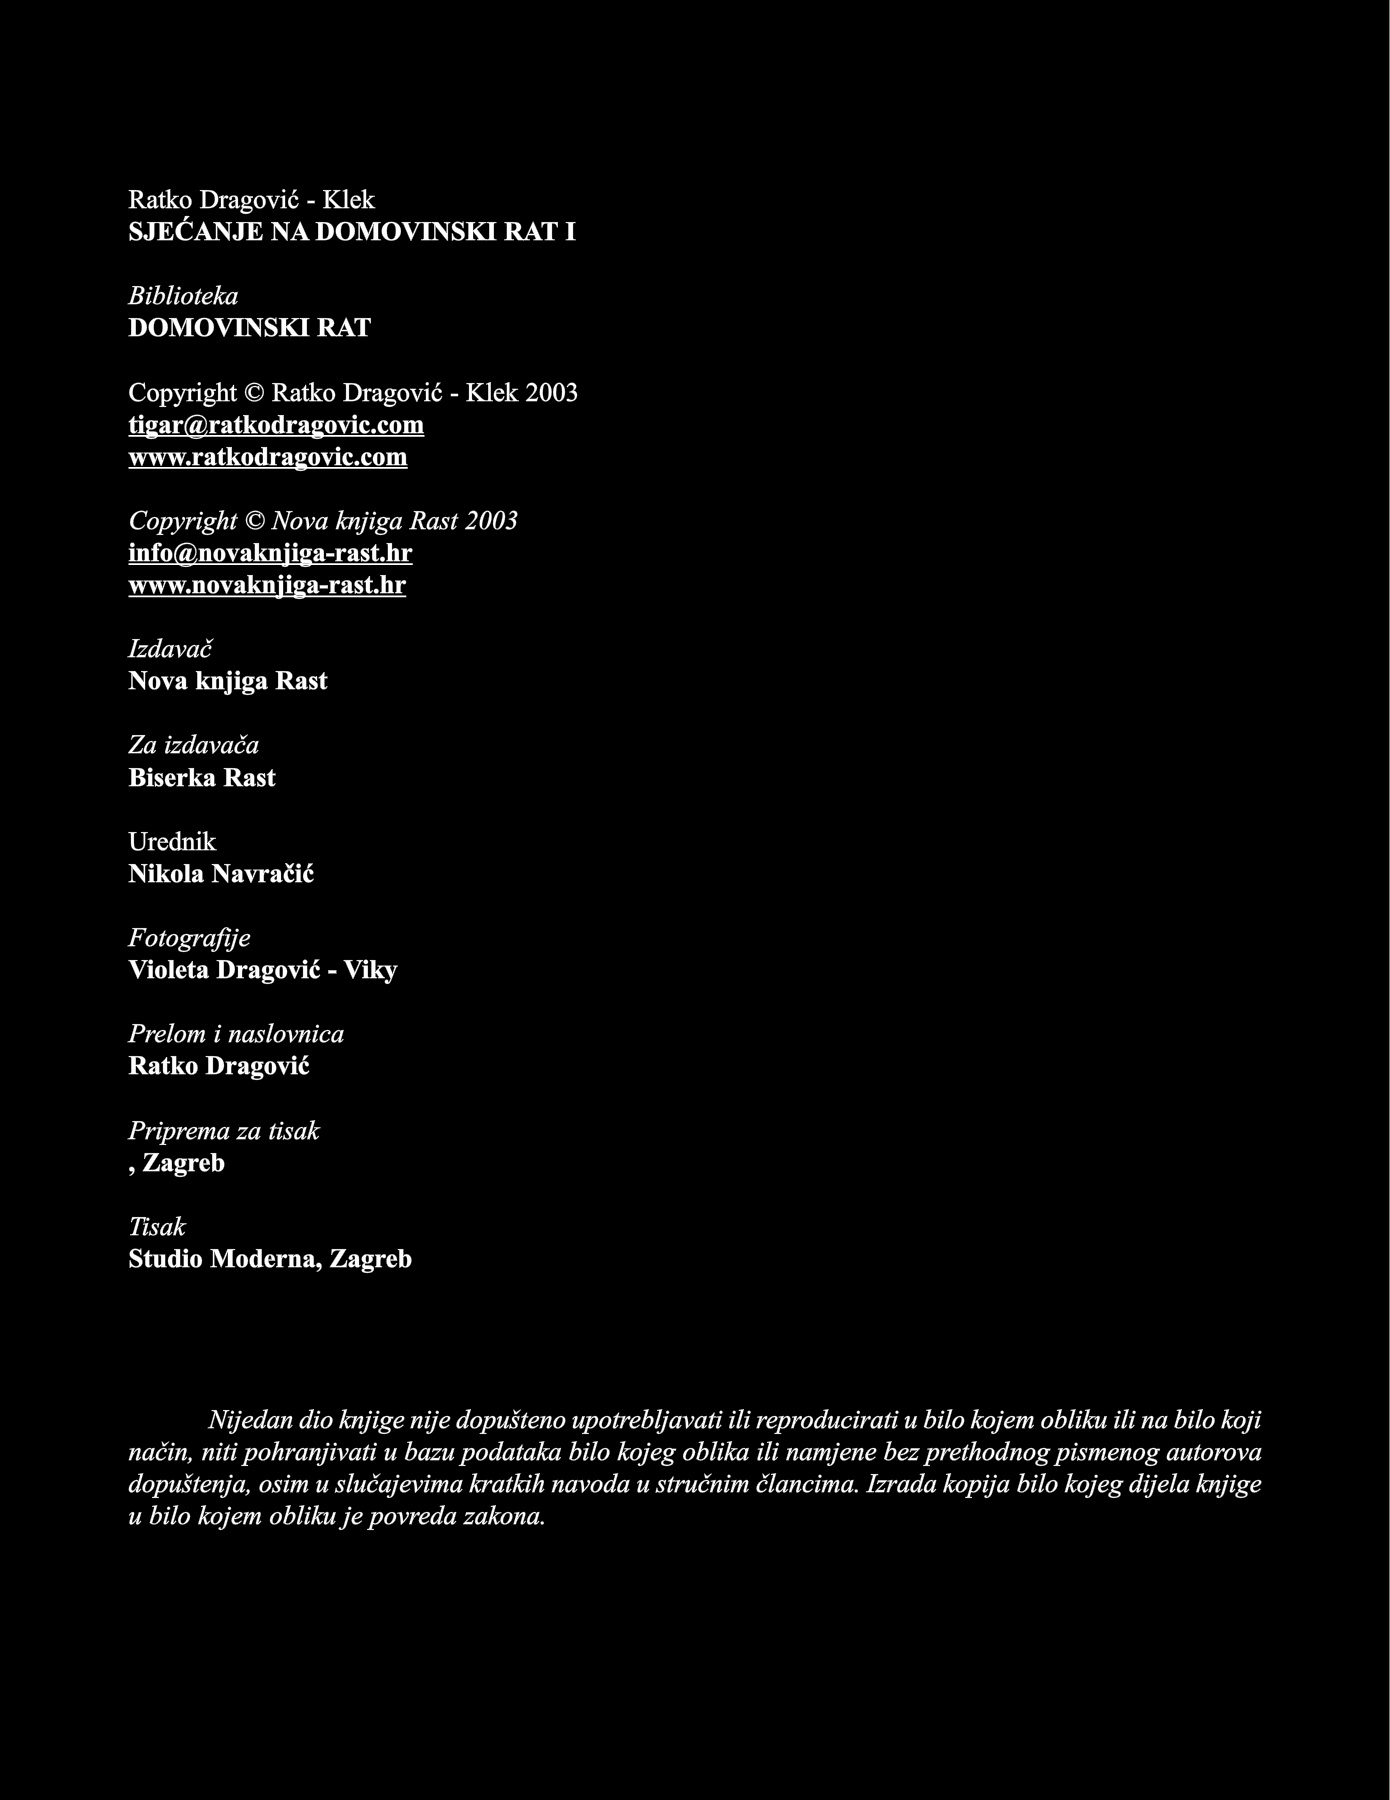 Ratko Dragović - Klek
SJEĆANJE NA DOMOVINSKI RAT I
Biblioteka
DOMOVINSKI RAT
Copyright © Ratko Dragović - Klek 2003
tigar@ratkodragovic.com
www.ratkodragovic.com
Copyright © Nova knjiga Rast 2003
info@novaknjiga-rast.hr
www.novaknjiga-rast.hr
Izdavač
Nova knjiga Rast
Za izdavača
Biserka Rast
Urednik
Nikola Navračić
Fotografije
Violeta Dragović - Viky
Prelom i naslovnica
Ratko Dragović
Priprema za tisak
, Zagreb
Tisak
Studio Moderna, Zagreb
Nijedan dio knjige nije dopušteno upotrebljavati ili reproducirati u bilo kojem obliku ili na bilo koji
način, niti pohranjivati u bazu podataka bilo kojeg oblika ili namjene bez prethodnog pismenog autorova
dopuštenja, osim u slučajevima kratkih navoda u stručnim člancima. Izrada kopija bilo kojeg dijela knjige
u bilo kojem obliku je povreda zakona.